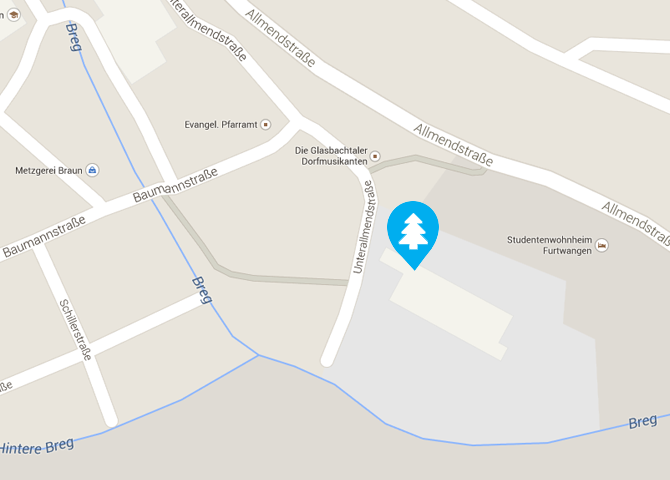 n
Breg
Unterallmendstraße
Allmendstraße
Evangel. Pfarramt
Allmendstraße
Die Glasbachtaler
Dorfmusikanten
Metzgerei Braun
Baumannstraße
Baumannstraße
Unterallmendstraße
Allmendstraße
Studentenwohnheim
Furtwangen
Breg
Schillerstraße
aße
Hintere Breg
Breg